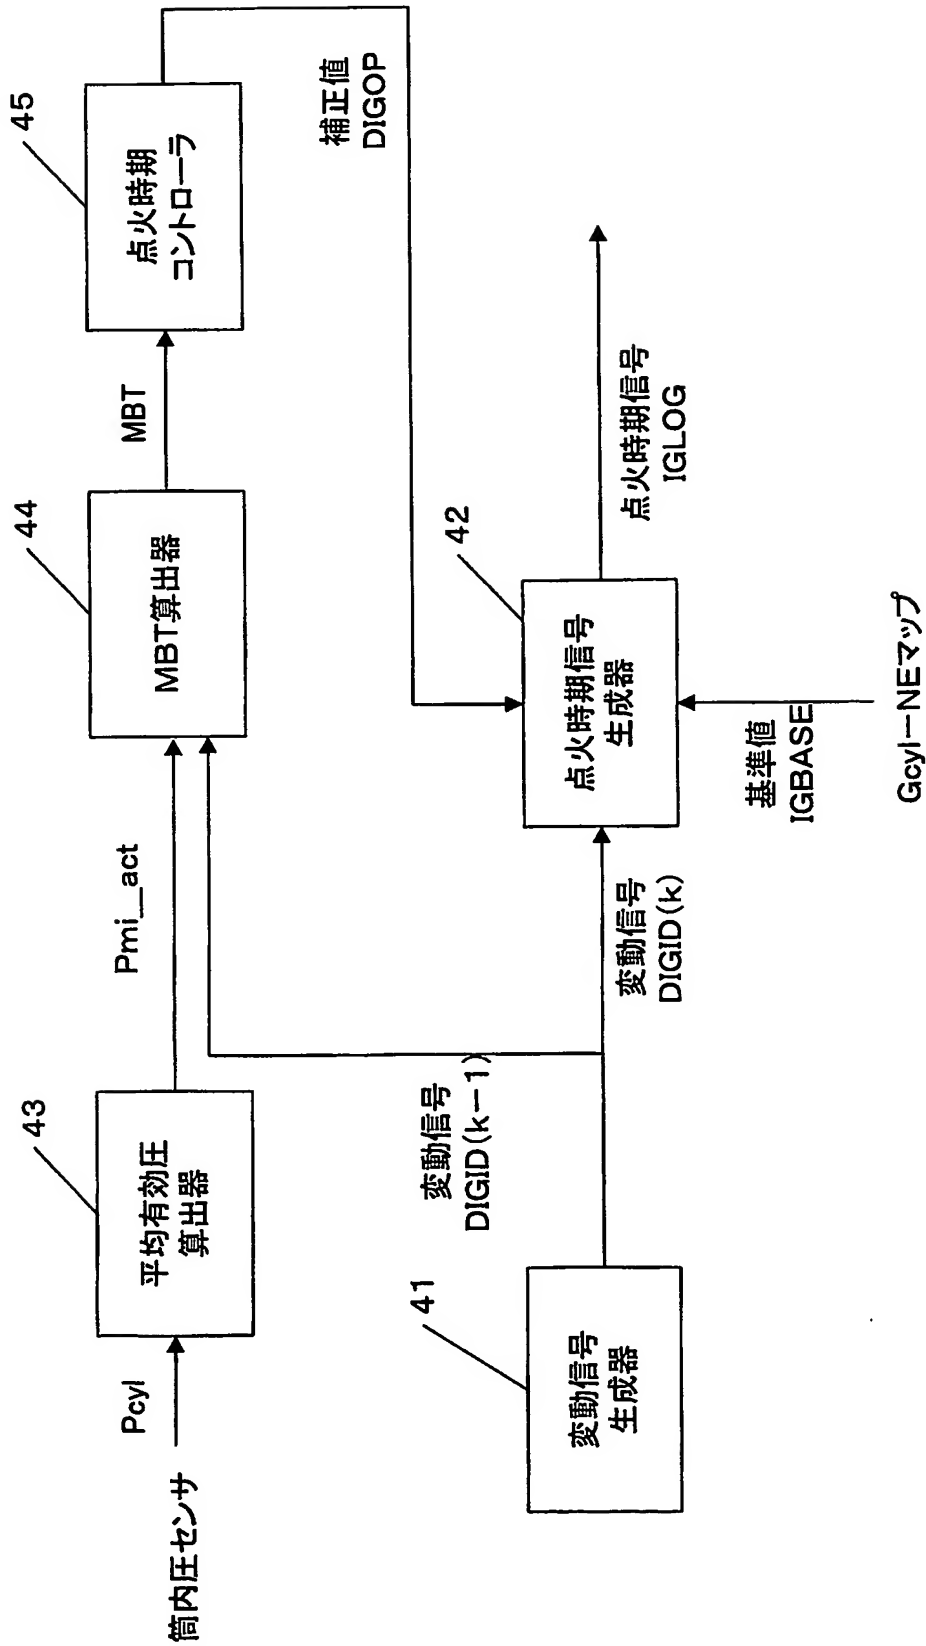 筒内圧センサ
Pcyl
43
平均有効圧
算出器
Pmi_act
44
MBT算出器
MBT
45
点火時期
コントローラ
補正値
DIGOP
41
変動信号
生成器
変動信号
DIGID(k-1)
変動信号
DIGID(k)
42
点火時期信号
生成器
点火時期信号
IGLOG
基準値
IGBASE
Gcyl-NEマップ